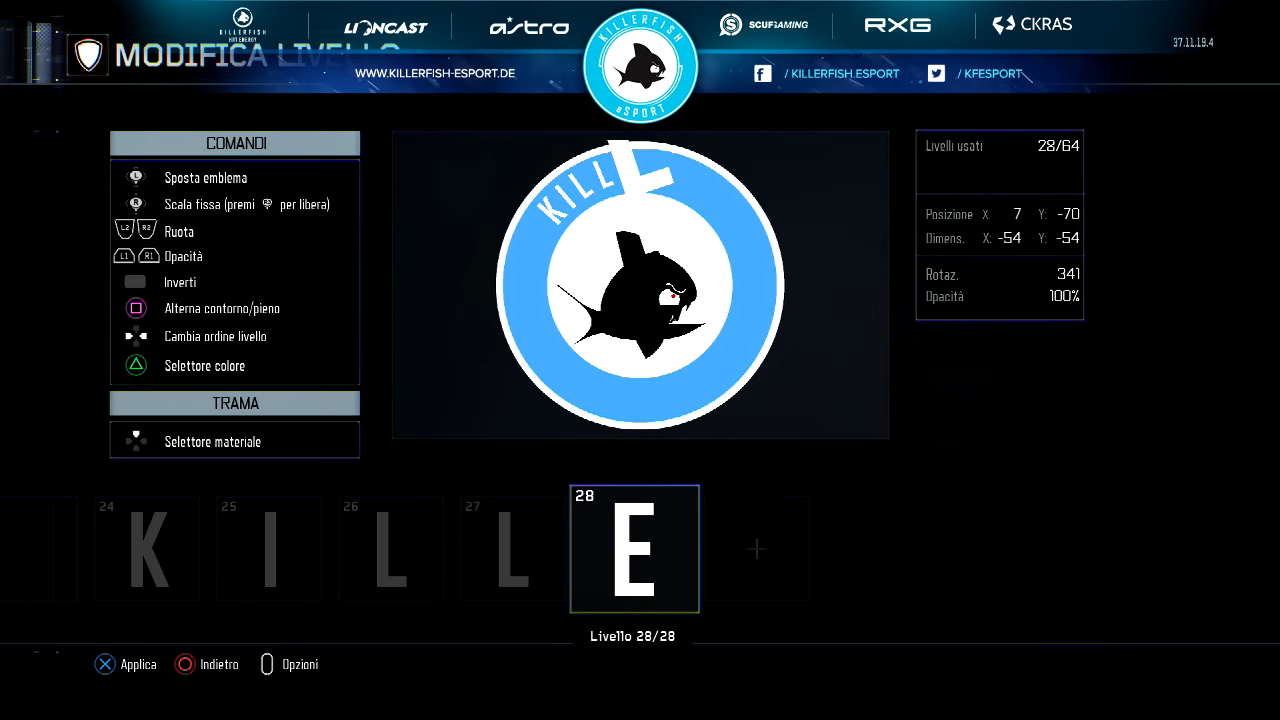 KILLERFISH
HOT ENERGY
LIONCAST
ASTRO
KILLERFISH
eSPORT
SCUFGAMING
RXG
CKRAS
MODIFICA LIVELLO
37.11.19.4
WWW.KILLERFISH-ESPORT.DE
/ KILLERFISH.ESPORT
/ KFESPORT
COMANDI
L Sposta emblema
R Scala fissa (premi R per libera)
L2 R2 Ruota
L1 R1 Opacità
Inverti
Alterna contorno/pieno
Cambia ordine livello
Selettore colore
TRAMA
Selettore materiale
KILL
Livelli usati 28/64
Posizione X 7 Y: -70
Dimens. X: -54 Y: -54
Rotaz. 341
Opacità 100%
24 25 26 27 28
K I L L E
Livello 28/28
Applica Indietro Opzioni